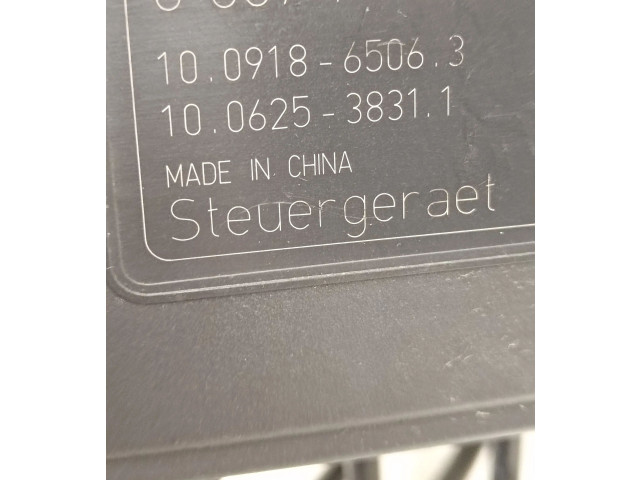 10.0918-6506.3
10.0625-3831.1
MADE IN CHINA
Steuergeraet